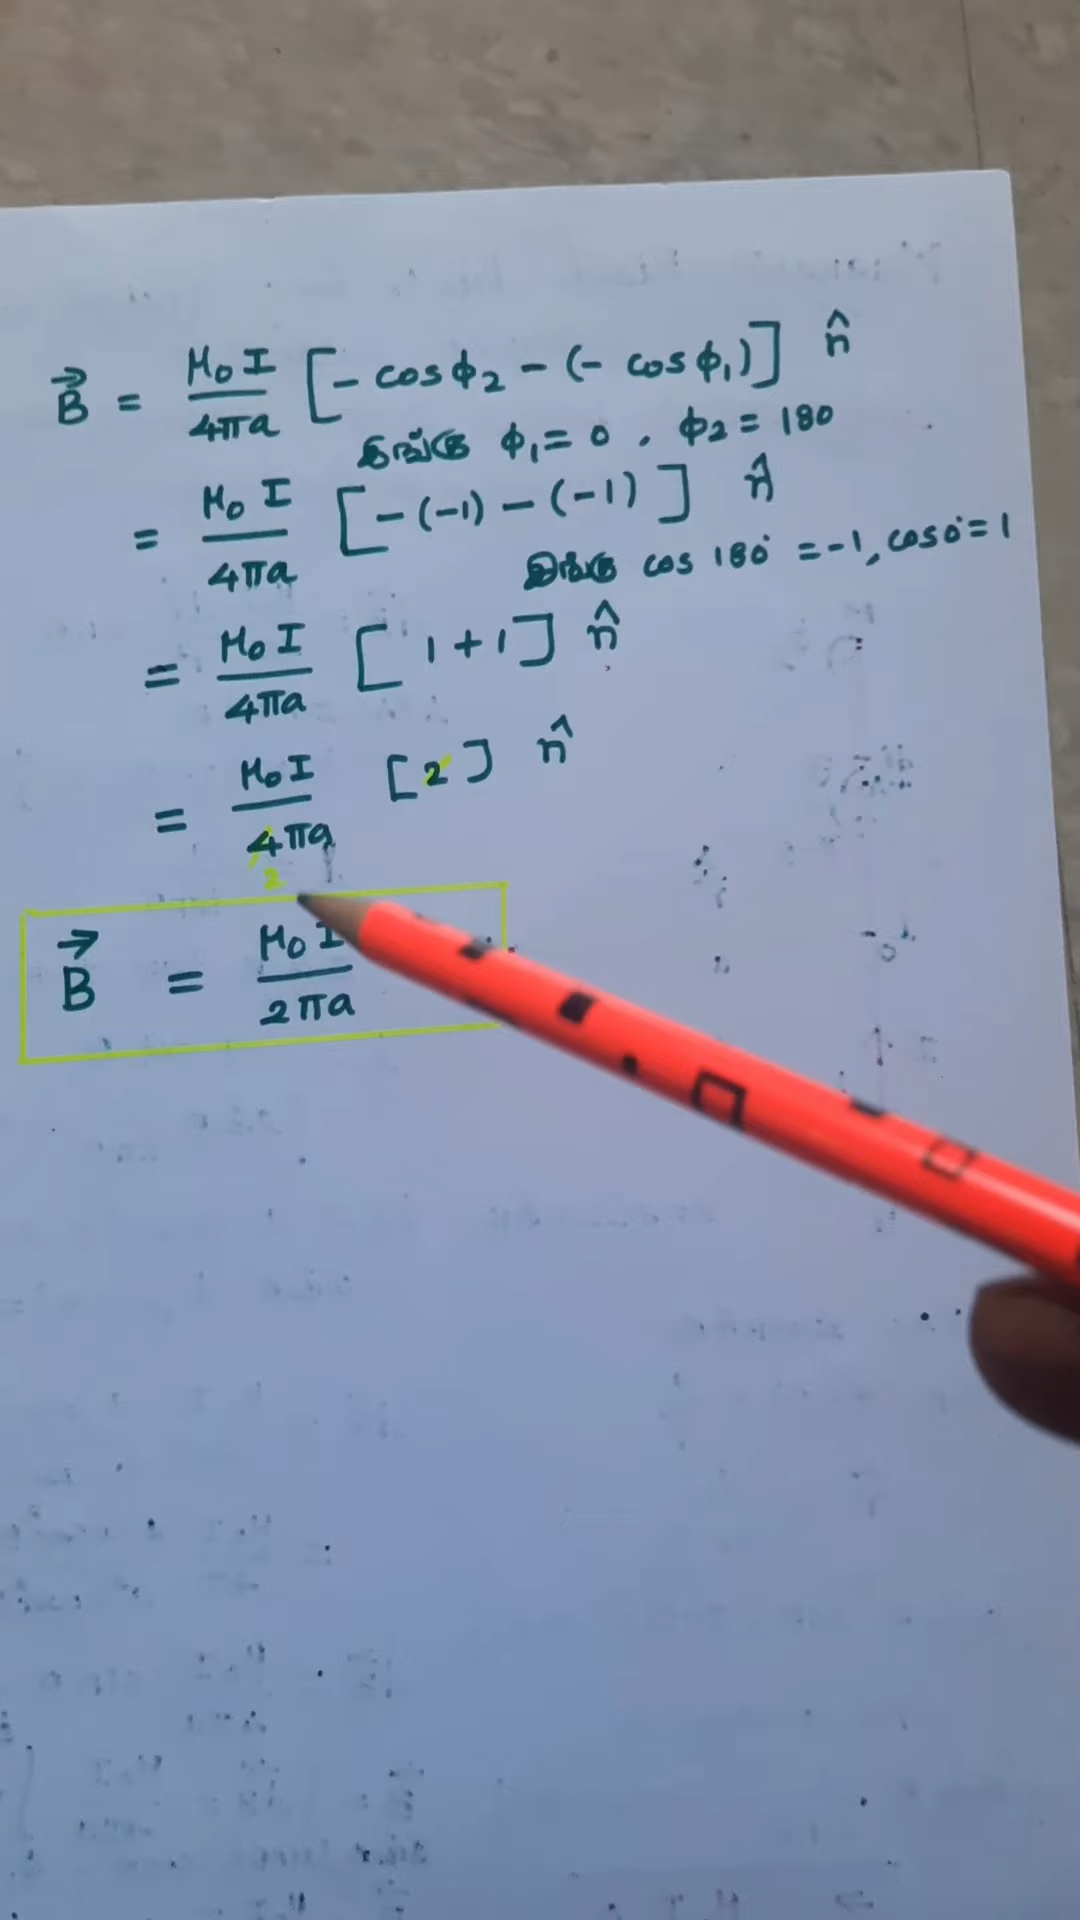 B⃗ = μ₀I / 4πa [- cosϕ₂ - (- cosϕ₁)] n̂
இங்கு ϕ₁ = 0 . ϕ₂ = 180
= μ₀I / 4πa [-(-1) - (-1)] n̂
இங்கு cos 180° = -1, cos0° = 1
= μ₀I / 4πa [1 + 1] n̂
= μ₀I / 4πa [2] n̂
2
B⃗ = μ₀I / 2πa